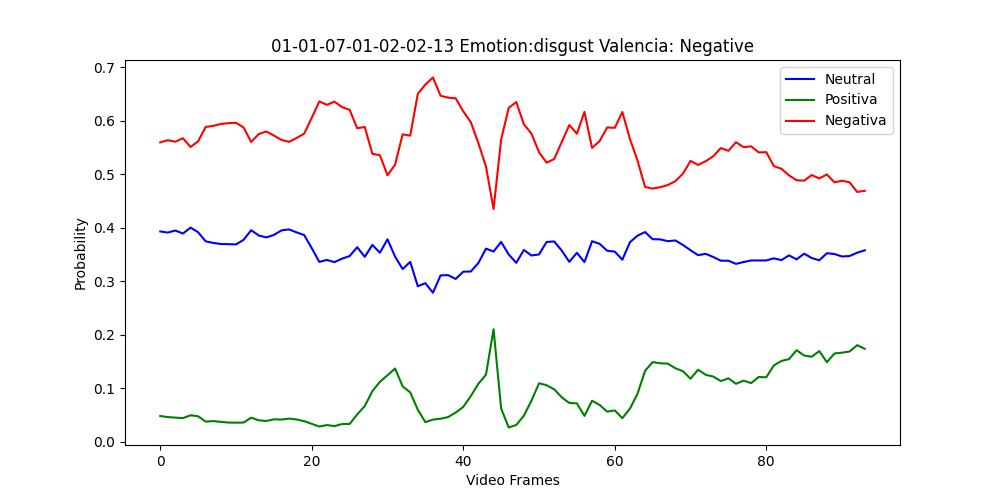 01-01-07-01-02-02-13 Emotion:disgust Valencia: Negative
Neutral
Positiva
Negativa
Probability
0.7
0.6
0.5
0.4
0.3
0.2
0.1
0.0
0 20 40 60 80
Video Frames